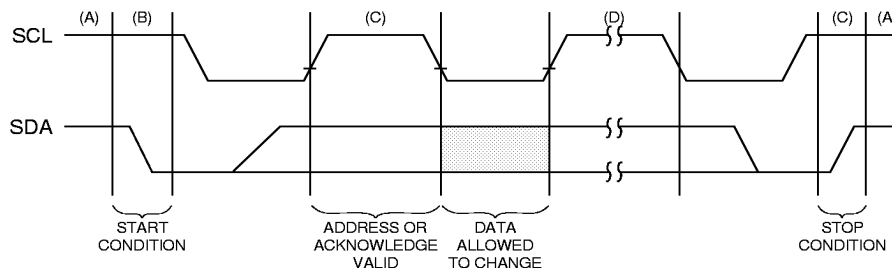 (A) (B) (C) (D) (C) (A
SCL
SDA
START
CONDITION
ADDRESS OR
ACKNOWLEDGE
VALID
DATA
ALLOWED
TO CHANGE
STOP
CONDITION